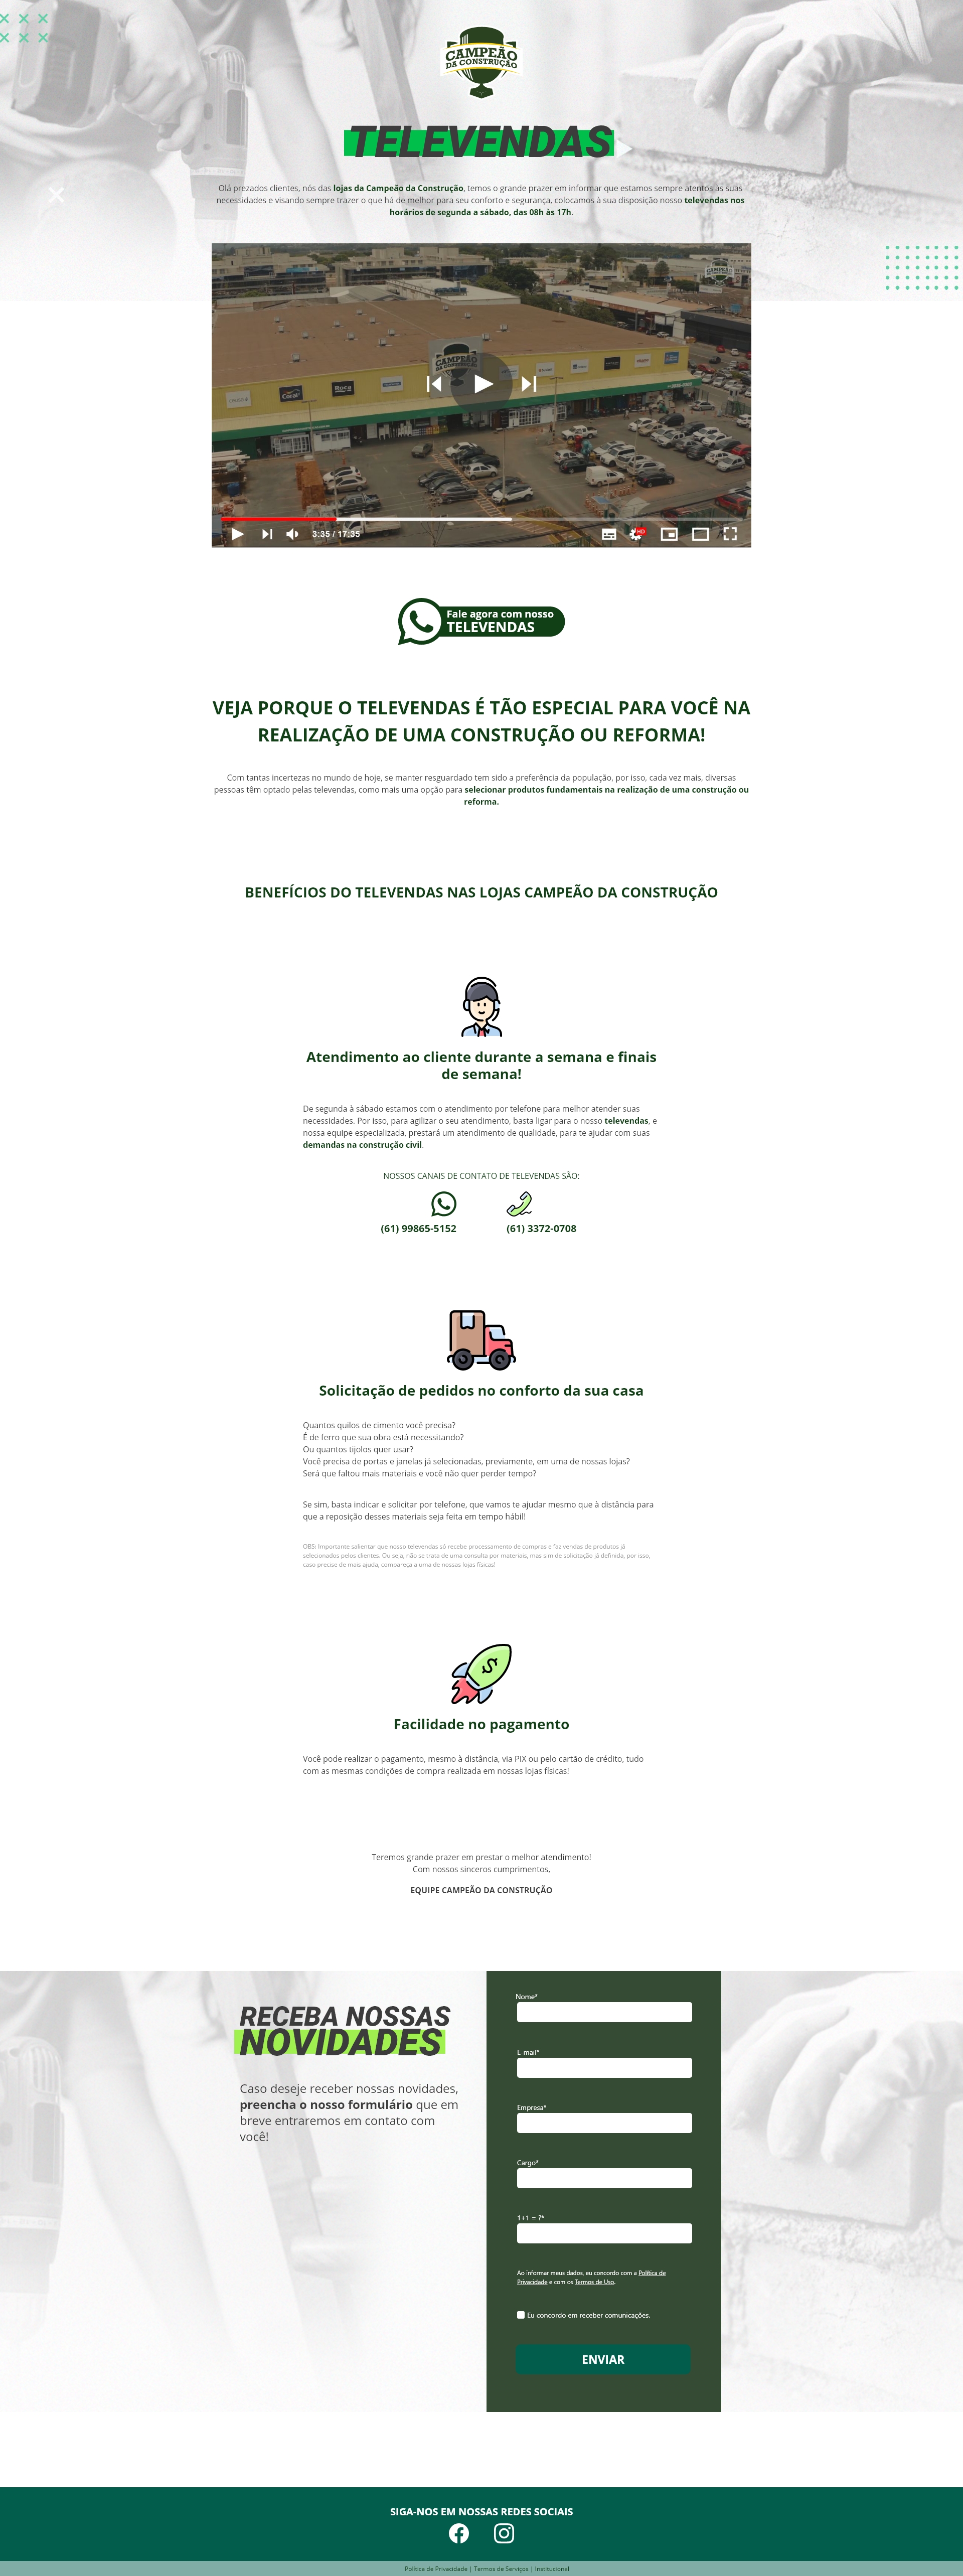 CAMPEÃO
DA CONSTRUÇÃO
TELEVENDAS
Olá prezados clientes, nós das lojas da Campeão da Construção, temos o grande prazer em informar que estamos sempre atentos às suas
necessidades e visando sempre trazer o que há de melhor para seu conforto e segurança, colocamos à sua disposição nosso televendas nos
horários de segunda a sábado, das 08h às 17h.
CAMPEÃO
Coral
Roca
3:35 / 17:35
HD
Fale agora com nosso
TELEVENDAS
VEJA PORQUE O TELEVENDAS É TÃO ESPECIAL PARA VOCÊ NA
REALIZAÇÃO DE UMA CONSTRUÇÃO OU REFORMA!
Com tantas incertezas no mundo de hoje, se manter resguardado tem sido a preferência da população, por isso, cada vez mais, diversas
pessoas têm optado pelas televendas, como mais uma opção para selecionar produtos fundamentais na realização de uma construção ou
reforma.
BENEFÍCIOS DO TELEVENDAS NAS LOJAS CAMPEÃO DA CONSTRUÇÃO
Atendimento ao cliente durante a semana e finais
de semana!
De segunda à sábado estamos com o atendimento por telefone para melhor atender suas
necessidades. Por isso, para agilizar o seu atendimento, basta ligar para o nosso televendas, e
nossa equipe especializada, prestará um atendimento de qualidade, para te ajudar com suas
demandas na construção civil.
NOSSOS CANAIS DE CONTATO DE TELEVENDAS SÃO:
(61) 99865-5152
(61) 3372-0708
Solicitação de pedidos no conforto da sua casa
Quantos quilos de cimento você precisa?
É de ferro que sua obra está necessitando?
Ou quantos tijolos quer usar?
Você precisa de portas e janelas já selecionadas, previamente, em uma de nossas lojas?
Será que faltou mais materiais e você não quer perder tempo?
Se sim, basta indicar e solicitar por telefone, que vamos te ajudar mesmo que à distância para
que a reposição desses materiais seja feita em tempo hábil!
OBS: Importante salientar que nosso televendas só recebe processamento de compras e faz vendas de produtos já
selecionados pelos clientes. Ou seja, não se trata de uma consulta por materiais, mas sim de solicitação já definida, por isso,
caso precise de mais ajuda, compareça a uma de nossas lojas físicas!
Facilidade no pagamento
Você pode realizar o pagamento, mesmo à distância, via PIX ou pelo cartão de crédito, tudo
com as mesmas condições de compra realizada em nossas lojas físicas!
Teremos grande prazer em prestar o melhor atendimento!
Com nossos sinceros cumprimentos,
EQUIPE CAMPEÃO DA CONSTRUÇÃO
RECEBA NOSSAS
NOVIDADES
Caso deseje receber nossas novidades,
preencha o nosso formulário que em
breve entraremos em contato com
você!
Nome*
E-mail*
Empresa*
Cargo*
1+1 = ?*
Ao informar meus dados, eu concordo com a Política de
Privacidade e com os Termos de Uso.
Eu concordo em receber comunicações.
ENVIAR
SIGA-NOS EM NOSSAS REDES SOCIAIS
Política de Privacidade | Termos de Serviços | Institucional